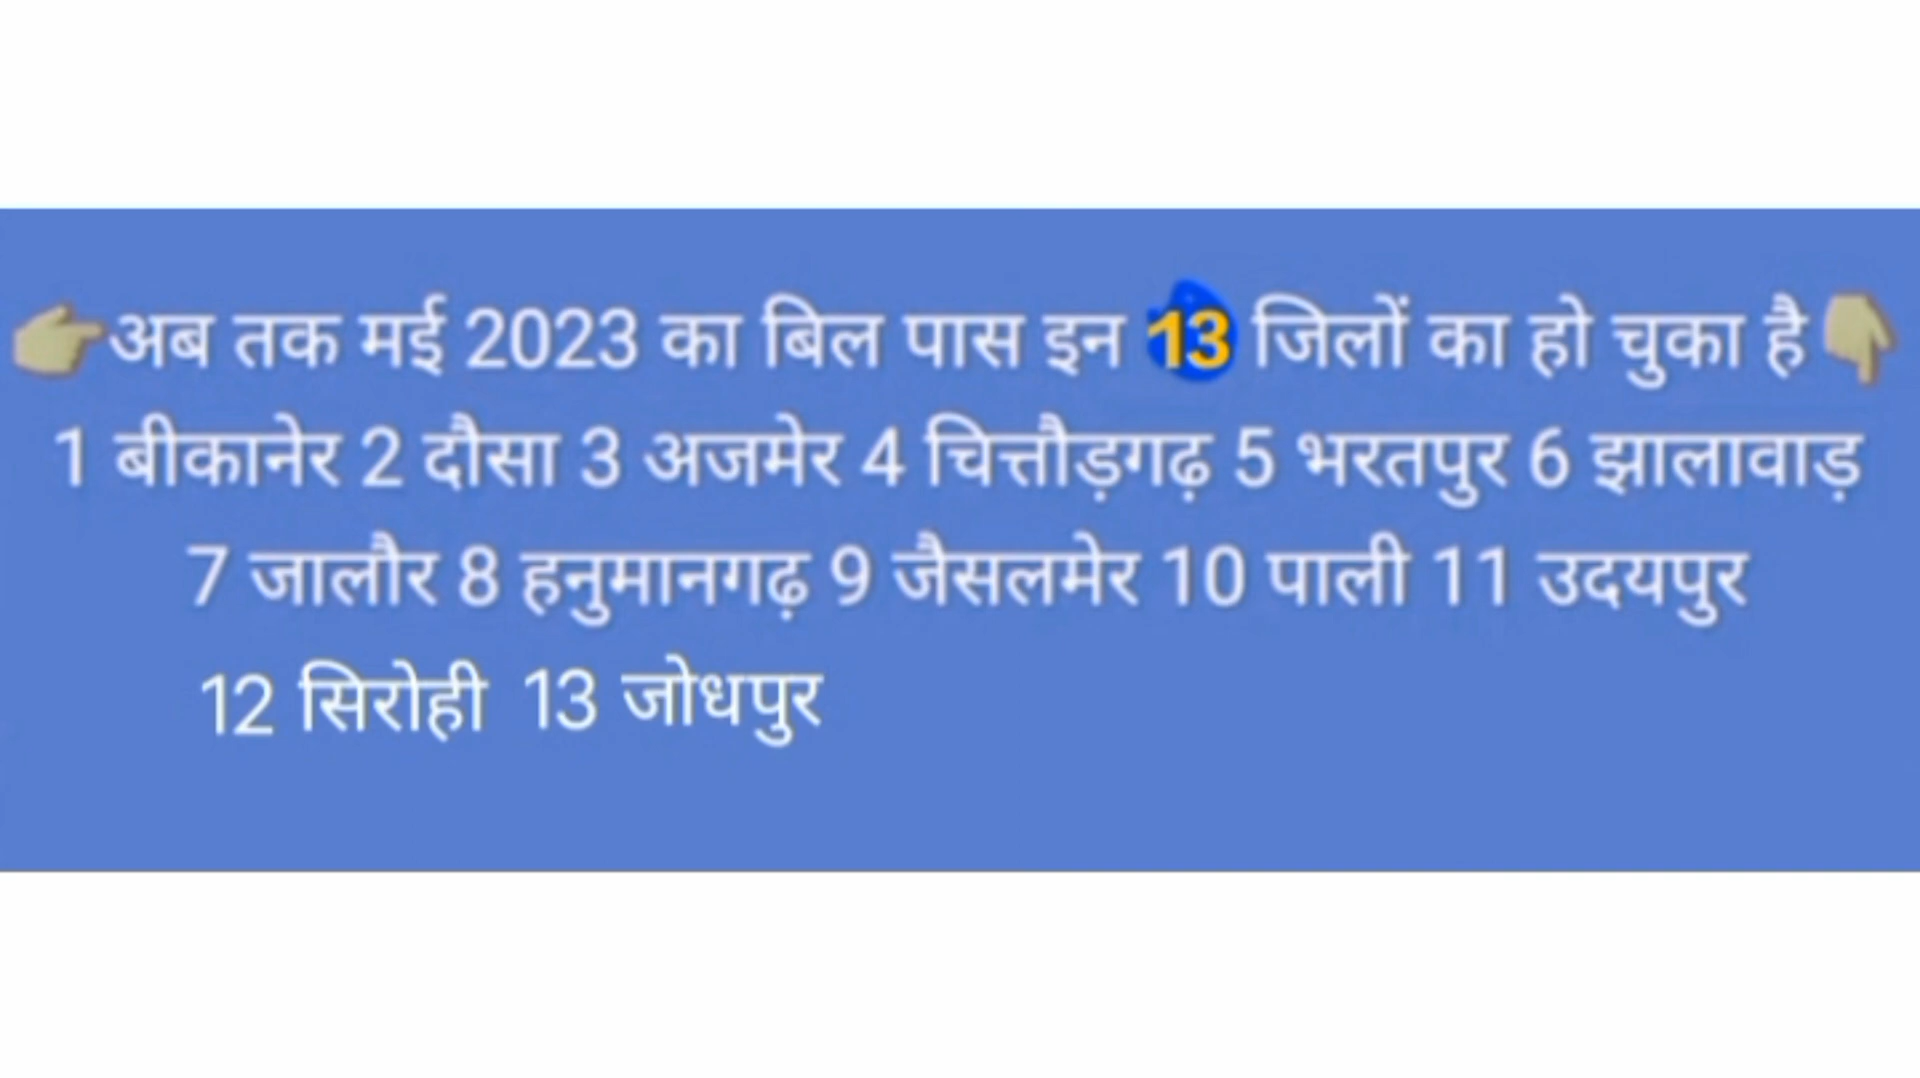 👉अब तक मई 2023 का बिल पास इन 13 जिलों का हो चुका है👇
1 बीकानेर 2 दौसा 3 अजमेर 4 चित्तौड़गढ़ 5 भरतपुर 6 झालावाड़
7 जालौर 8 हनुमानगढ़ 9 जैसलमेर 10 पाली 11 उदयपुर
12 सिरोही 13 जोधपुर